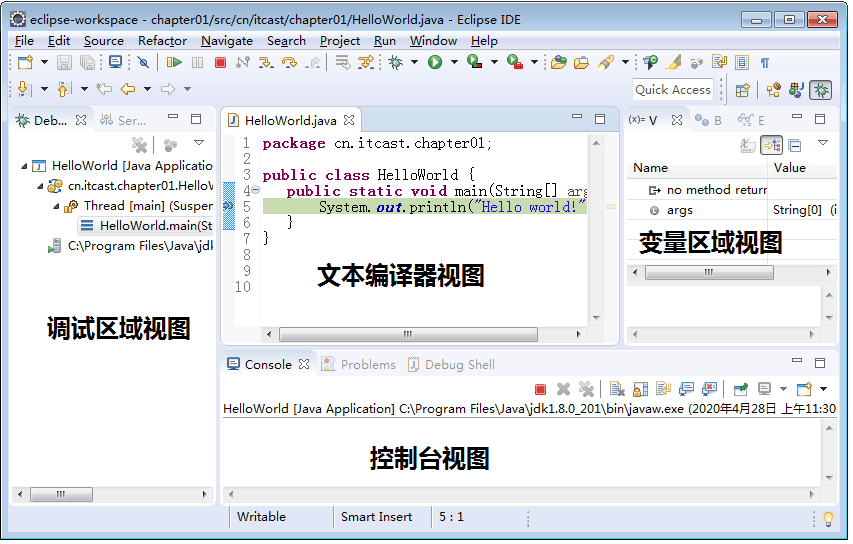 eclipse-workspace - chapter01/src/cn/itcast/chapter01/HelloWorld.java - Eclipse IDE
File Edit Source Refactor Navigate Search Project Run Window Help
Quick Access
Deb... Ser...
HelloWorld [Java Application
cn.itcast.chapter01.HelloW
Thread [main] (Suspen
HelloWorld.main(St
C:\Program Files\Java\jdk
调试区域视图
HelloWorld.java
1 package cn.itcast.chapter01;
2
3 public class HelloWorld {
4 public static void main(String[] arg
5 System.out.println("Hello world!"
6 }
7 }
8
9
10
文本编译器视图
(x)= V B E
Name Value
no method return
args String[0] (i
变量区域视图
Console Problems Debug Shell
HelloWorld [Java Application] C:\Program Files\Java\jdk1.8.0_201\bin\javaw.exe (2020年4月28日 上午11:30
控制台视图
Writable Smart Insert 5 : 1